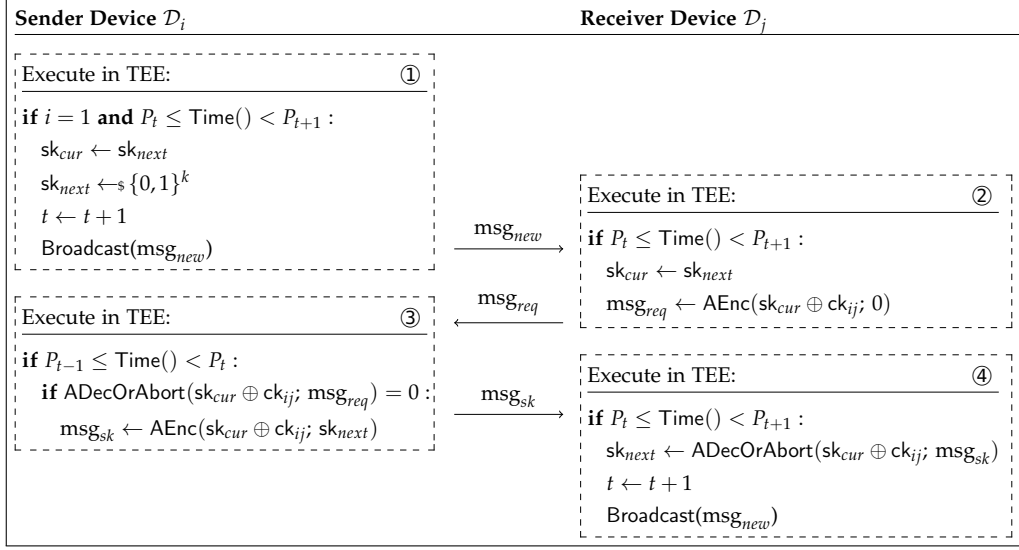 Sender Device 𝒟ᵢ
Receiver Device 𝒟ⱼ
Execute in TEE: ①
if i = 1 and P_t ≤ Time() < P_{t+1} :
sk_cur ← sk_next
sk_next ←$ {0, 1}^k
t ← t + 1
Broadcast(msg_new)
msg_new
Execute in TEE: ②
if P_t ≤ Time() < P_{t+1} :
sk_cur ← sk_next
msg_req ← AEnc(sk_cur ⊕ ck_ij; 0)
msg_req
Execute in TEE: ③
if P_{t−1} ≤ Time() < P_t :
if ADecOrAbort(sk_cur ⊕ ck_ij; msg_req) = 0 :
msg_sk ← AEnc(sk_cur ⊕ ck_ij; sk_next)
msg_sk
Execute in TEE: ④
if P_t ≤ Time() < P_{t+1} :
sk_next ← ADecOrAbort(sk_cur ⊕ ck_ij; msg_sk)
t ← t + 1
Broadcast(msg_new)